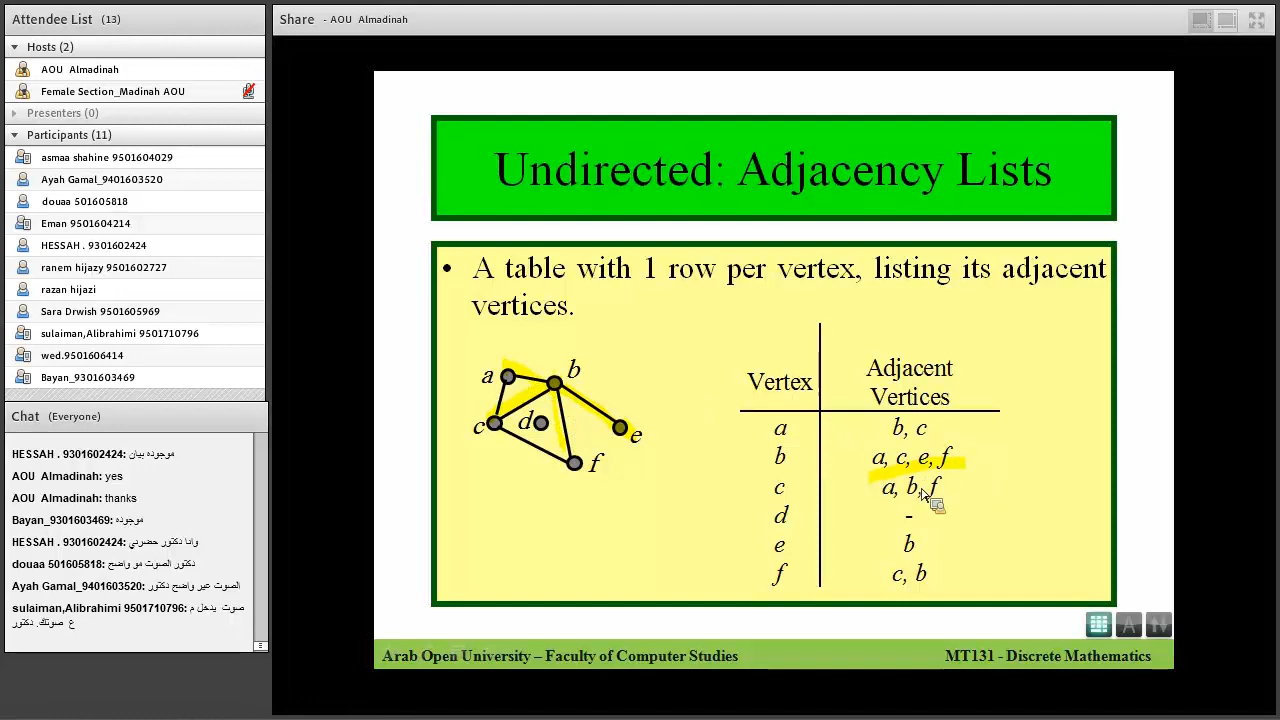 Attendee List (13)
Hosts (2)
AOU Almadinah
Female Section_Madinah AOU
Presenters (0)
Participants (11)
asmaa shahine 9501604029
Ayah Gamal_9401603520
douaa 501605818
Eman 9501604214
HESSAH . 9301602424
ranem hijazy 9501602727
razan hijazi
Sara Drwish 9501605969
sulaiman,Alibrahimi 9501710796
wed.9501606414
Bayan_9301603469
Chat (Everyone)
HESSAH . 9301602424: موجوده بيان
AOU Almadinah: yes
AOU Almadinah: thanks
Bayan_9301603469: موجوده
HESSAH . 9301602424: وانا دكتور حضرني
douaa 501605818: دكتور الصوت مو واضح
Ayah Gamal_9401603520: الصوت غير واضح دكتور
sulaiman,Alibrahimi 9501710796: صوت يدخل م
ع صوتك. دكتور
Share - AOU Almadinah
Undirected: Adjacency Lists
• A table with 1 row per vertex, listing its adjacent
vertices.
a
b
c
d
e
f
Vertex
Adjacent
Vertices
a b, c
b a, c, e, f
c a, b, f
d -
e b
f c, b
A
Arab Open University – Faculty of Computer Studies MT131 - Discrete Mathematics